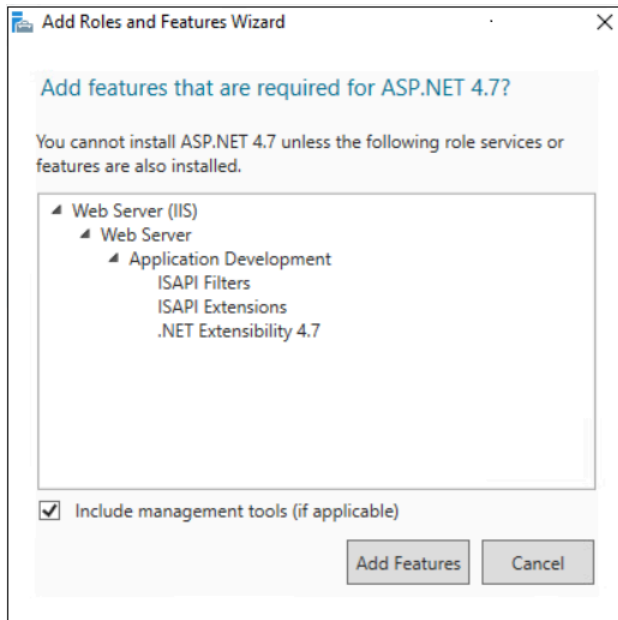 Add Roles and Features Wizard
Add features that are required for ASP.NET 4.7?
You cannot install ASP.NET 4.7 unless the following role services or
features are also installed.
Web Server (IIS)
Web Server
Application Development
ISAPI Filters
ISAPI Extensions
.NET Extensibility 4.7
Include management tools (if applicable)
Add Features
Cancel